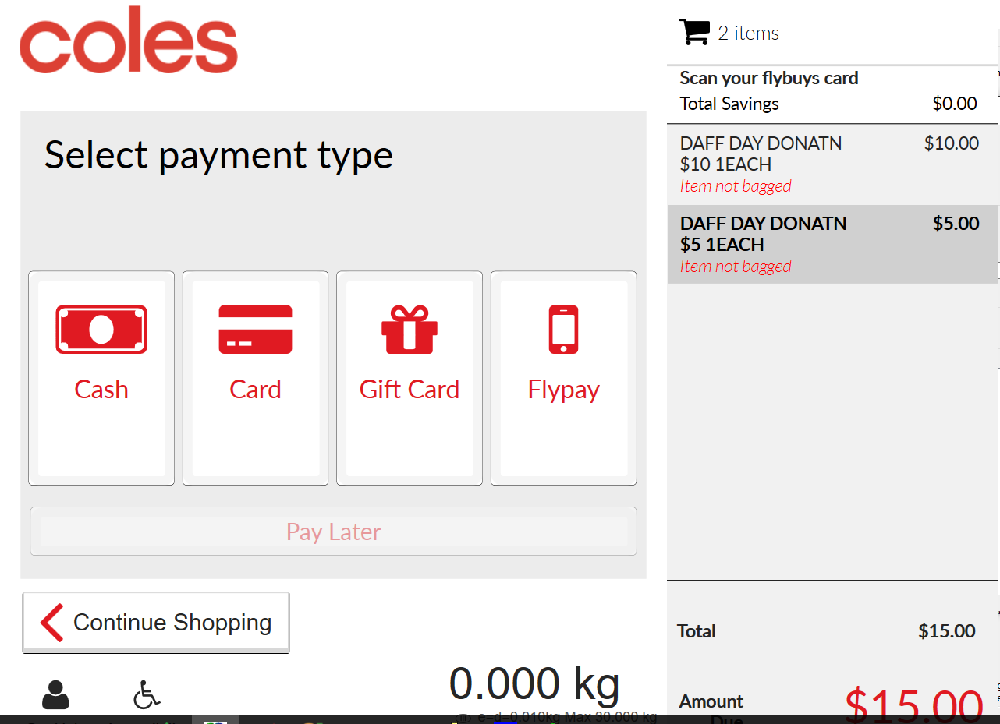 coles
2 items
Scan your flybuys card
Total Savings $0.00
DAFF DAY DONATN $10.00
$10 1EACH
Item not bagged
DAFF DAY DONATN $5.00
$5 1EACH
Item not bagged
Select payment type
Cash Card Gift Card Flypay
Pay Later
Continue Shopping
Total $15.00
0.000 kg
e=d=0.010kg Max 30.000 kg
Amount $15.00
Due